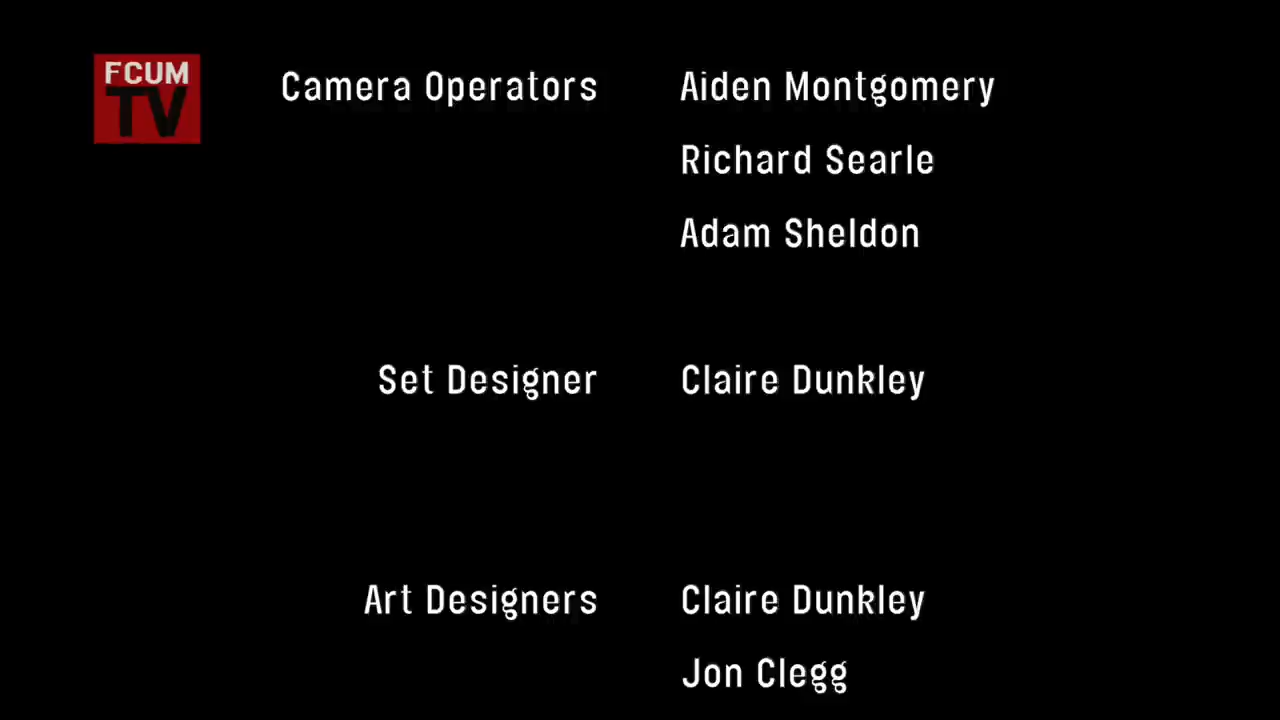 FCUM
TV
Camera Operators Aiden Montgomery
Richard Searle
Adam Sheldon
Set Designer Claire Dunkley
Art Designers Claire Dunkley
Jon Clegg